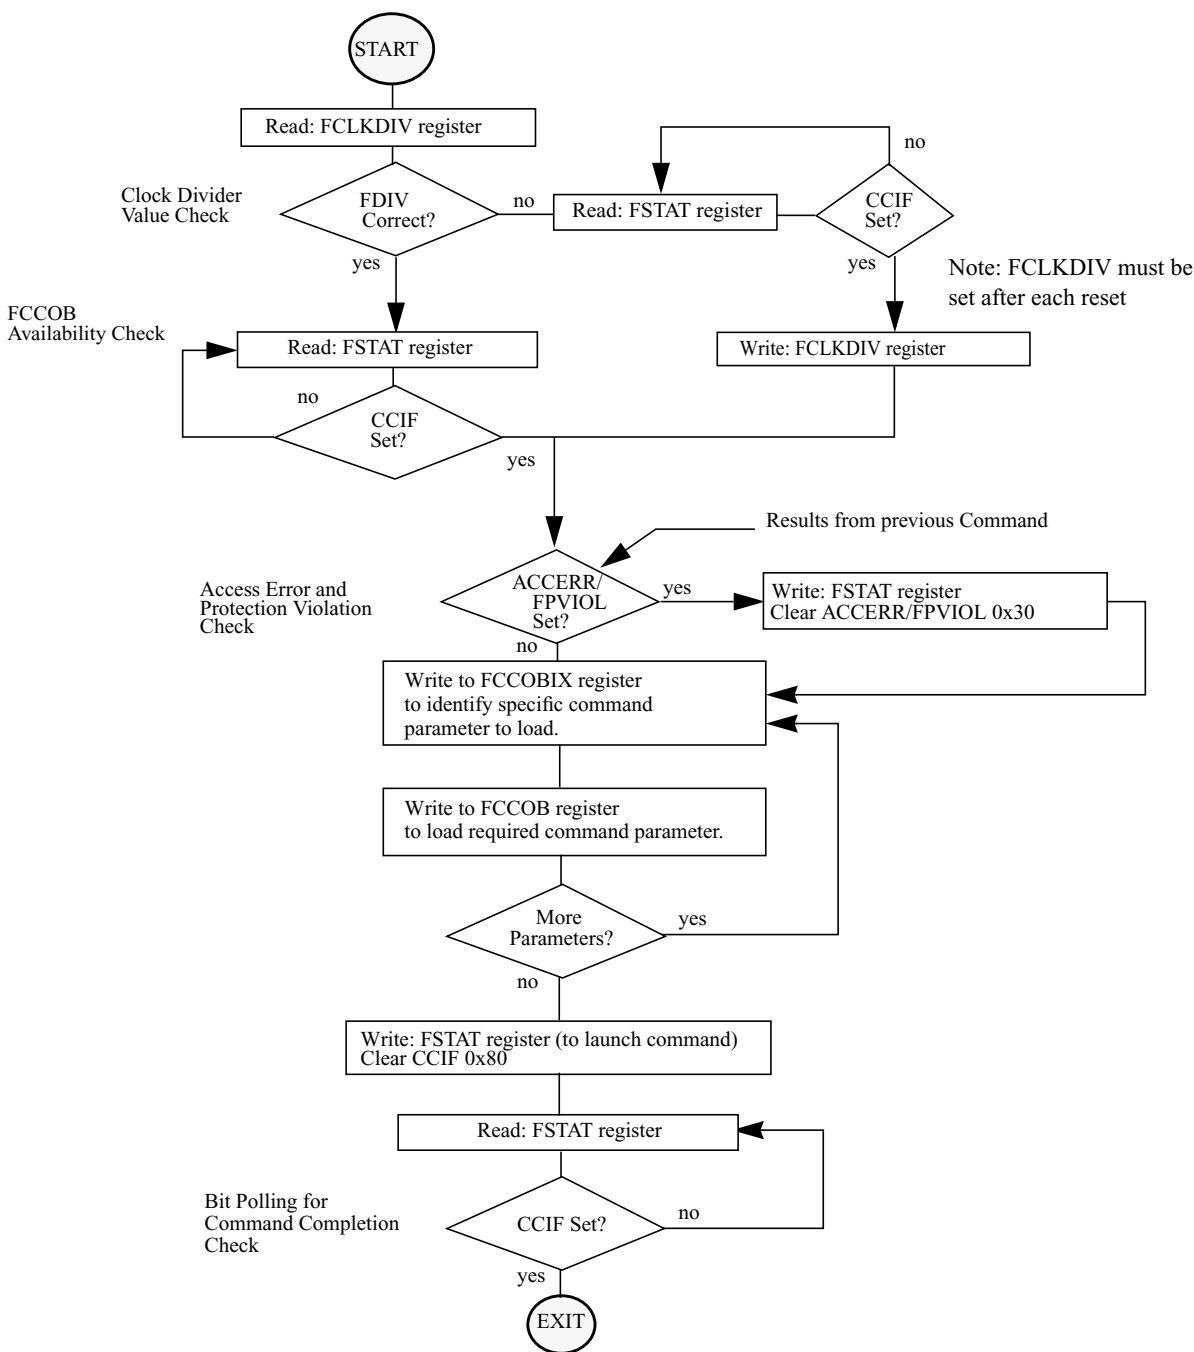 START
Read: FCLKDIV register
no
Clock Divider
Value Check
FDIV
Correct?
no
Read: FSTAT register
CCIF
Set?
yes
yes
Note: FCLKDIV must be
set after each reset
FCCOB
Availability Check
Read: FSTAT register
Write: FCLKDIV register
no
CCIF
Set?
yes
Results from previous Command
Access Error and
Protection Violation
Check
ACCERR/
FPVIOL
Set?
yes
Write: FSTAT register
Clear ACCERR/FPVIOL 0x30
no
Write to FCCOBIX register
to identify specific command
parameter to load.
Write to FCCOB register
to load required command parameter.
More
Parameters?
yes
no
Write: FSTAT register (to launch command)
Clear CCIF 0x80
Read: FSTAT register
Bit Polling for
Command Completion
Check
CCIF Set?
no
yes
EXIT